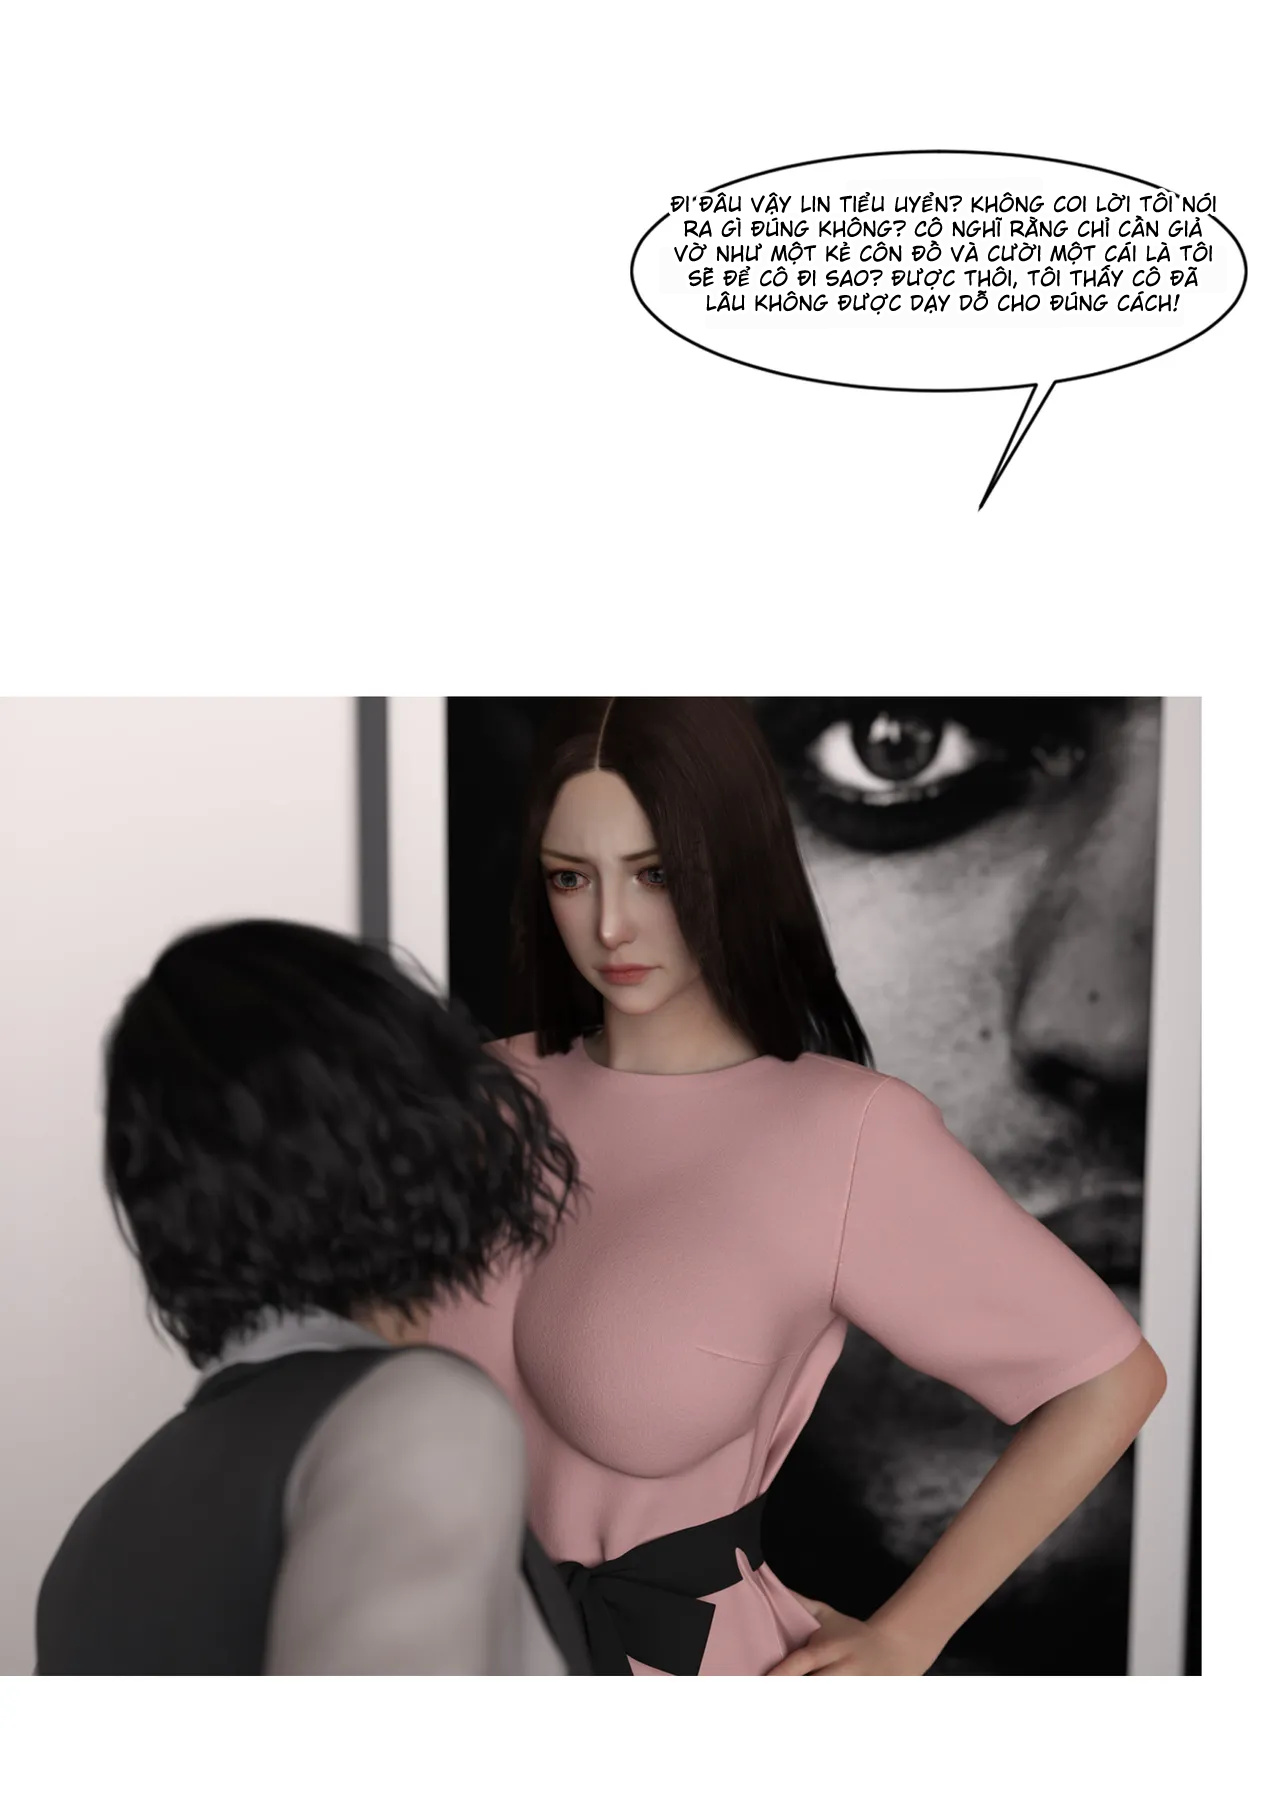 ĐI ĐÂU VẬY LIN TIỂU UYỂN? KHÔNG COI LỜI TÔI NÓI
RA GÌ ĐÚNG KHÔNG? CÔ NGHĨ RẰNG CHỈ CẦN GIẢ
VỜ NHƯ MỘT KẺ CÔN ĐỒ VÀ CƯỜI MỘT CÁI LÀ TÔI
SẼ ĐỂ CÔ ĐI SAO? ĐƯỢC THÔI, TÔI THẤY CÔ ĐÃ
LÂU KHÔNG ĐƯỢC DẠY DỖ CHO ĐÚNG CÁCH!